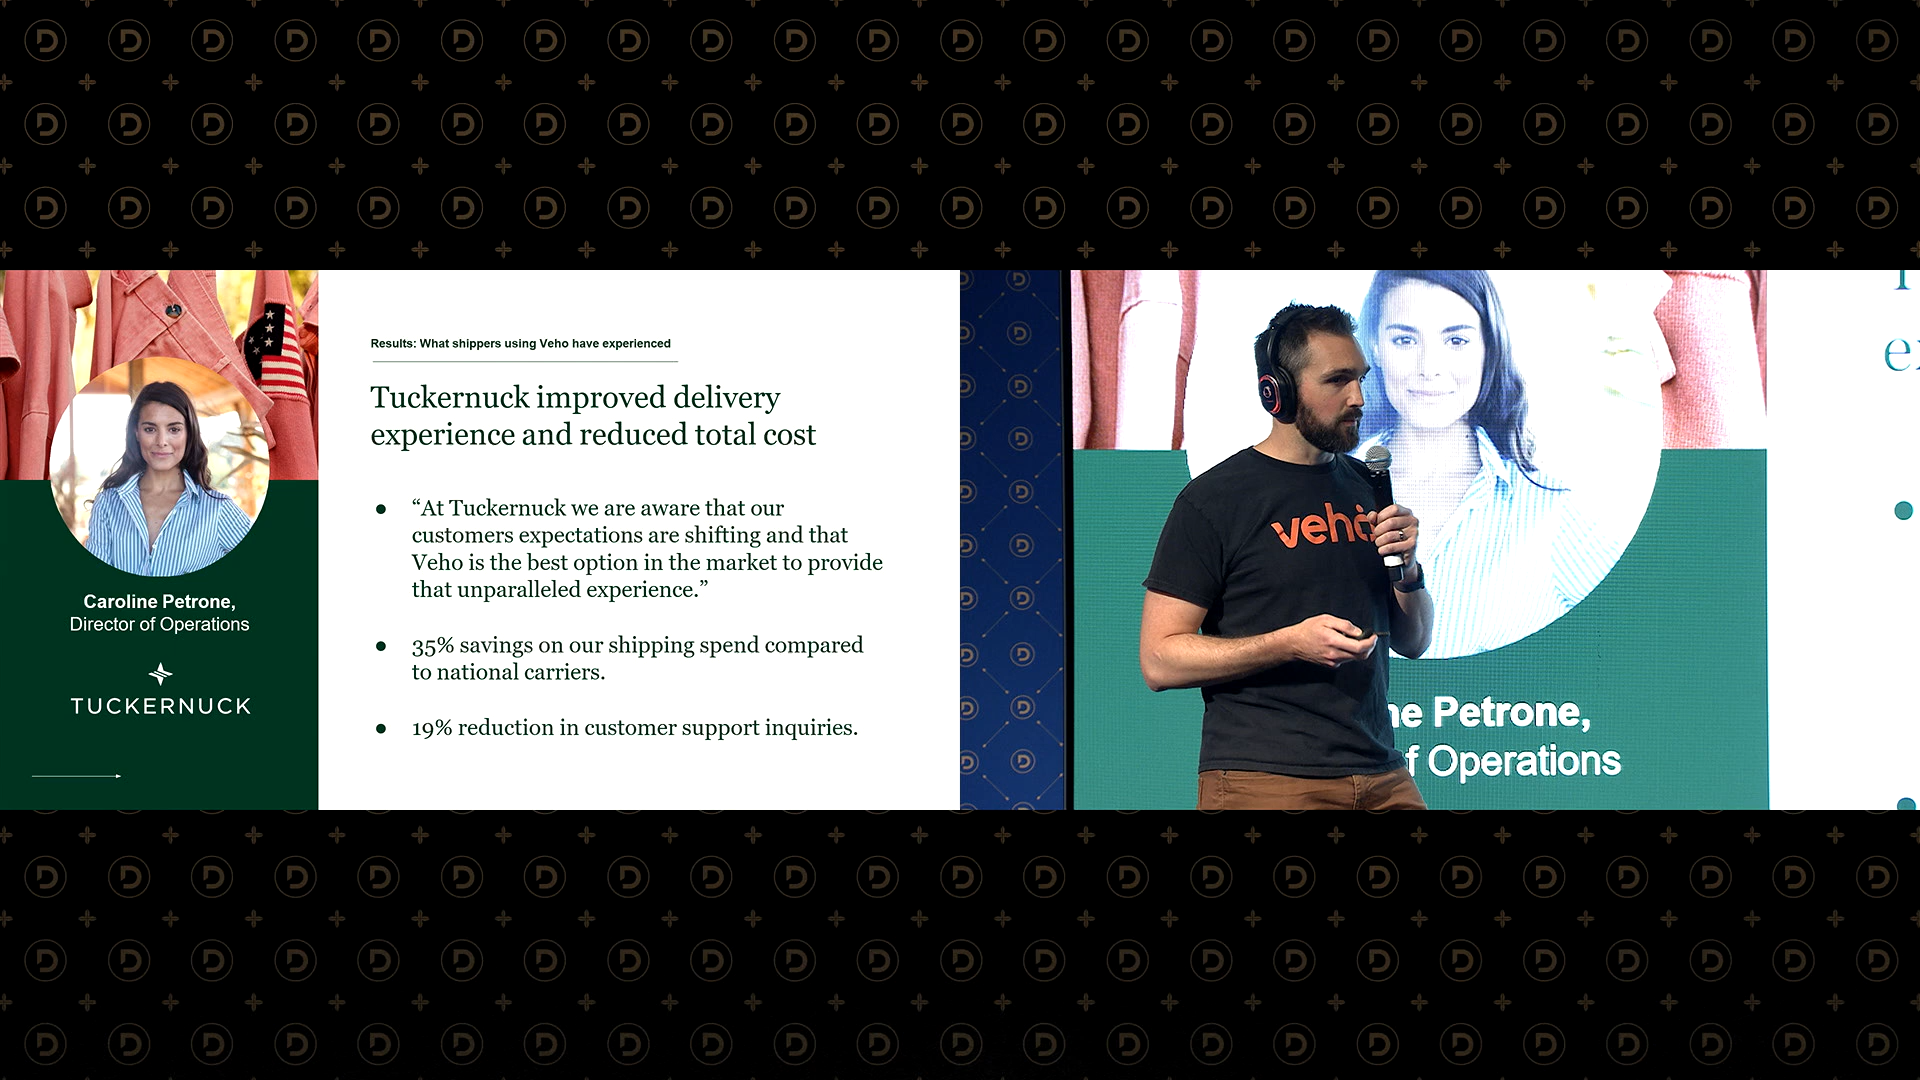 Results: What shippers using Veho have experienced
Tuckernuck improved delivery
experience and reduced total cost
“At Tuckernuck we are aware that our
customers expectations are shifting and that
Veho is the best option in the market to provide
that unparalleled experience.”
35% savings on our shipping spend compared
to national carriers.
19% reduction in customer support inquiries.
Caroline Petrone,
Director of Operations
TUCKERNUCK
veho
ne Petrone,
f Operations